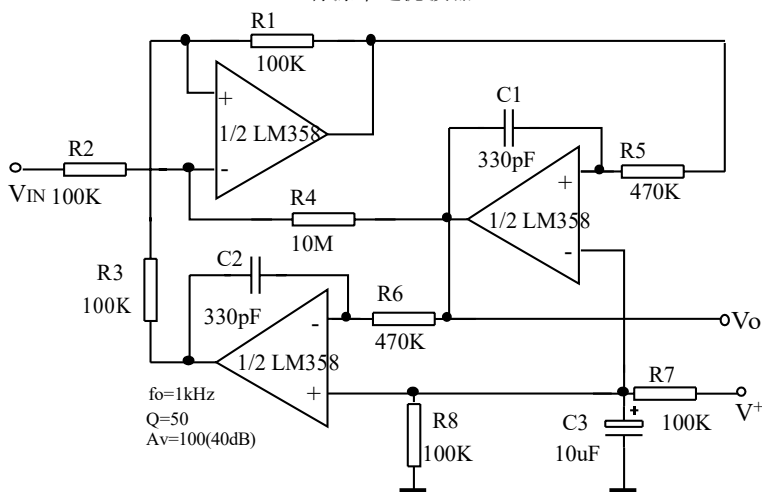 R1
100K
C1
+
1/2 LM358
330pF
R5
R2
-
+
470K
VIN
100K
R4
1/2 LM358
10M
-
R3
C2
100K
R6
330pF
-
Vo
470K
1/2 LM358
R7
fo=1kHz
+
V+
Q=50
R8
C3
+
100K
Av=100(40dB)
100K
10uF